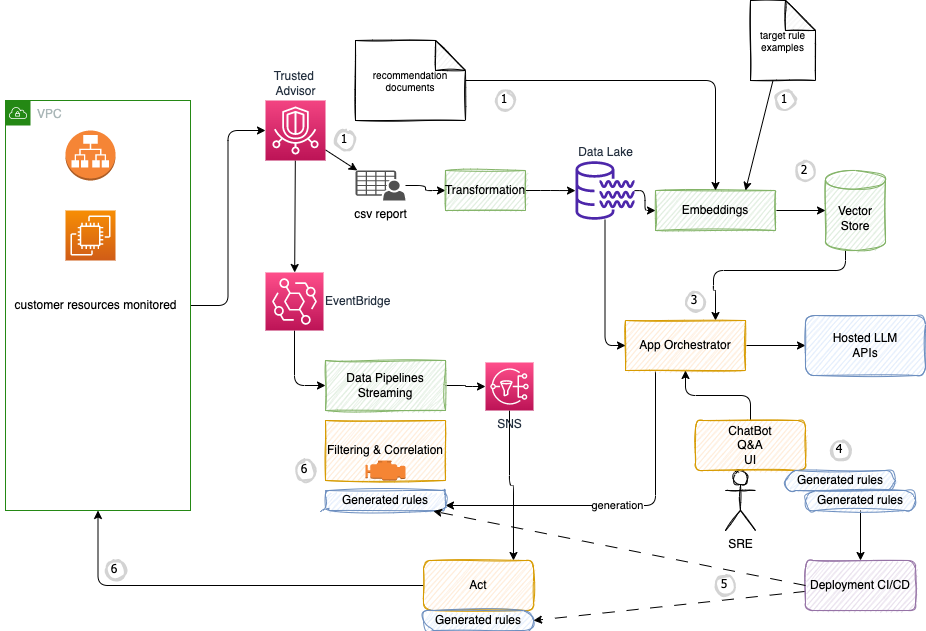 target rule
examples
Trusted
Advisor
recommendation
documents
1
1
VPC
1
Data Lake
2
csv report
Transformation
Embeddings
Vector
Store
customer resources monitored
EventBridge
3
App Orchestrator
Hosted LLM
APIs
Data Pipelines
Streaming
SNS
ChatBot
Q&A
UI
4
Filtering & Correlation
6
Generated rules
Generated rules
Generated rules
generation
SRE
6
Act
5
Deployment CI/CD
Generated rules